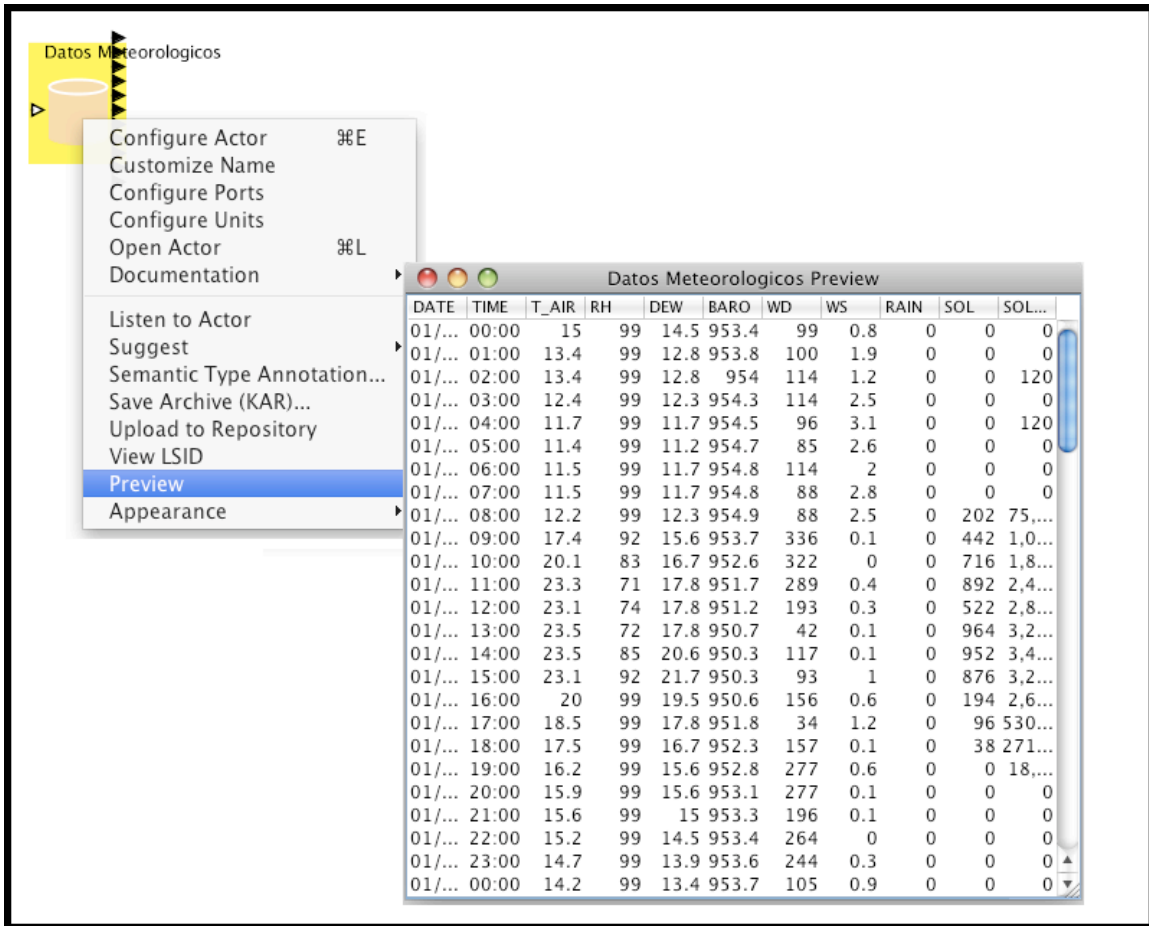 Datos Meteorologicos
Configure Actor ⌘E
Customize Name
Configure Ports
Configure Units
Open Actor ⌘L
Documentation
Listen to Actor
Suggest
Semantic Type Annotation...
Save Archive (KAR)...
Upload to Repository
View LSID
Preview
Appearance
Datos Meteorologicos Preview
DATE TIME T_AIR RH DEW BARO WD WS RAIN SOL SOL...
01/... 00:00 15 99 14.5 953.4 99 0.8 0 0 0
01/... 01:00 13.4 99 12.8 953.8 100 1.9 0 0 0
01/... 02:00 13.4 99 12.8 954 114 1.2 0 0 120
01/... 03:00 12.4 99 12.3 954.3 114 2.5 0 0 0
01/... 04:00 11.7 99 11.7 954.5 96 3.1 0 0 120
01/... 05:00 11.4 99 11.2 954.7 85 2.6 0 0 0
01/... 06:00 11.5 99 11.7 954.8 114 2 0 0 0
01/... 07:00 11.5 99 11.7 954.8 88 2.8 0 0 0
01/... 08:00 12.2 99 12.3 954.9 88 2.5 0 202 75,...
01/... 09:00 17.4 92 15.6 953.7 336 0.1 0 442 1,0...
01/... 10:00 20.1 83 16.7 952.6 322 0 0 716 1,8...
01/... 11:00 23.3 71 17.8 951.7 289 0.4 0 892 2,4...
01/... 12:00 23.1 74 17.8 951.2 193 0.3 0 522 2,8...
01/... 13:00 23.5 72 17.8 950.7 42 0.1 0 964 3,2...
01/... 14:00 23.5 85 20.6 950.3 117 0.1 0 952 3,4...
01/... 15:00 23.1 92 21.7 950.3 93 1 0 876 3,2...
01/... 16:00 20 99 19.5 950.6 156 0.6 0 194 2,6...
01/... 17:00 18.5 99 17.8 951.8 34 1.2 0 96 530...
01/... 18:00 17.5 99 16.7 952.3 157 0.1 0 38 271...
01/... 19:00 16.2 99 15.6 952.8 277 0.6 0 0 18,...
01/... 20:00 15.9 99 15.6 953.1 277 0.1 0 0 0
01/... 21:00 15.6 99 15 953.3 196 0.1 0 0 0
01/... 22:00 15.2 99 14.5 953.4 264 0 0 0 0
01/... 23:00 14.7 99 13.9 953.6 244 0.3 0 0 0
01/... 00:00 14.2 99 13.4 953.7 105 0.9 0 0 0